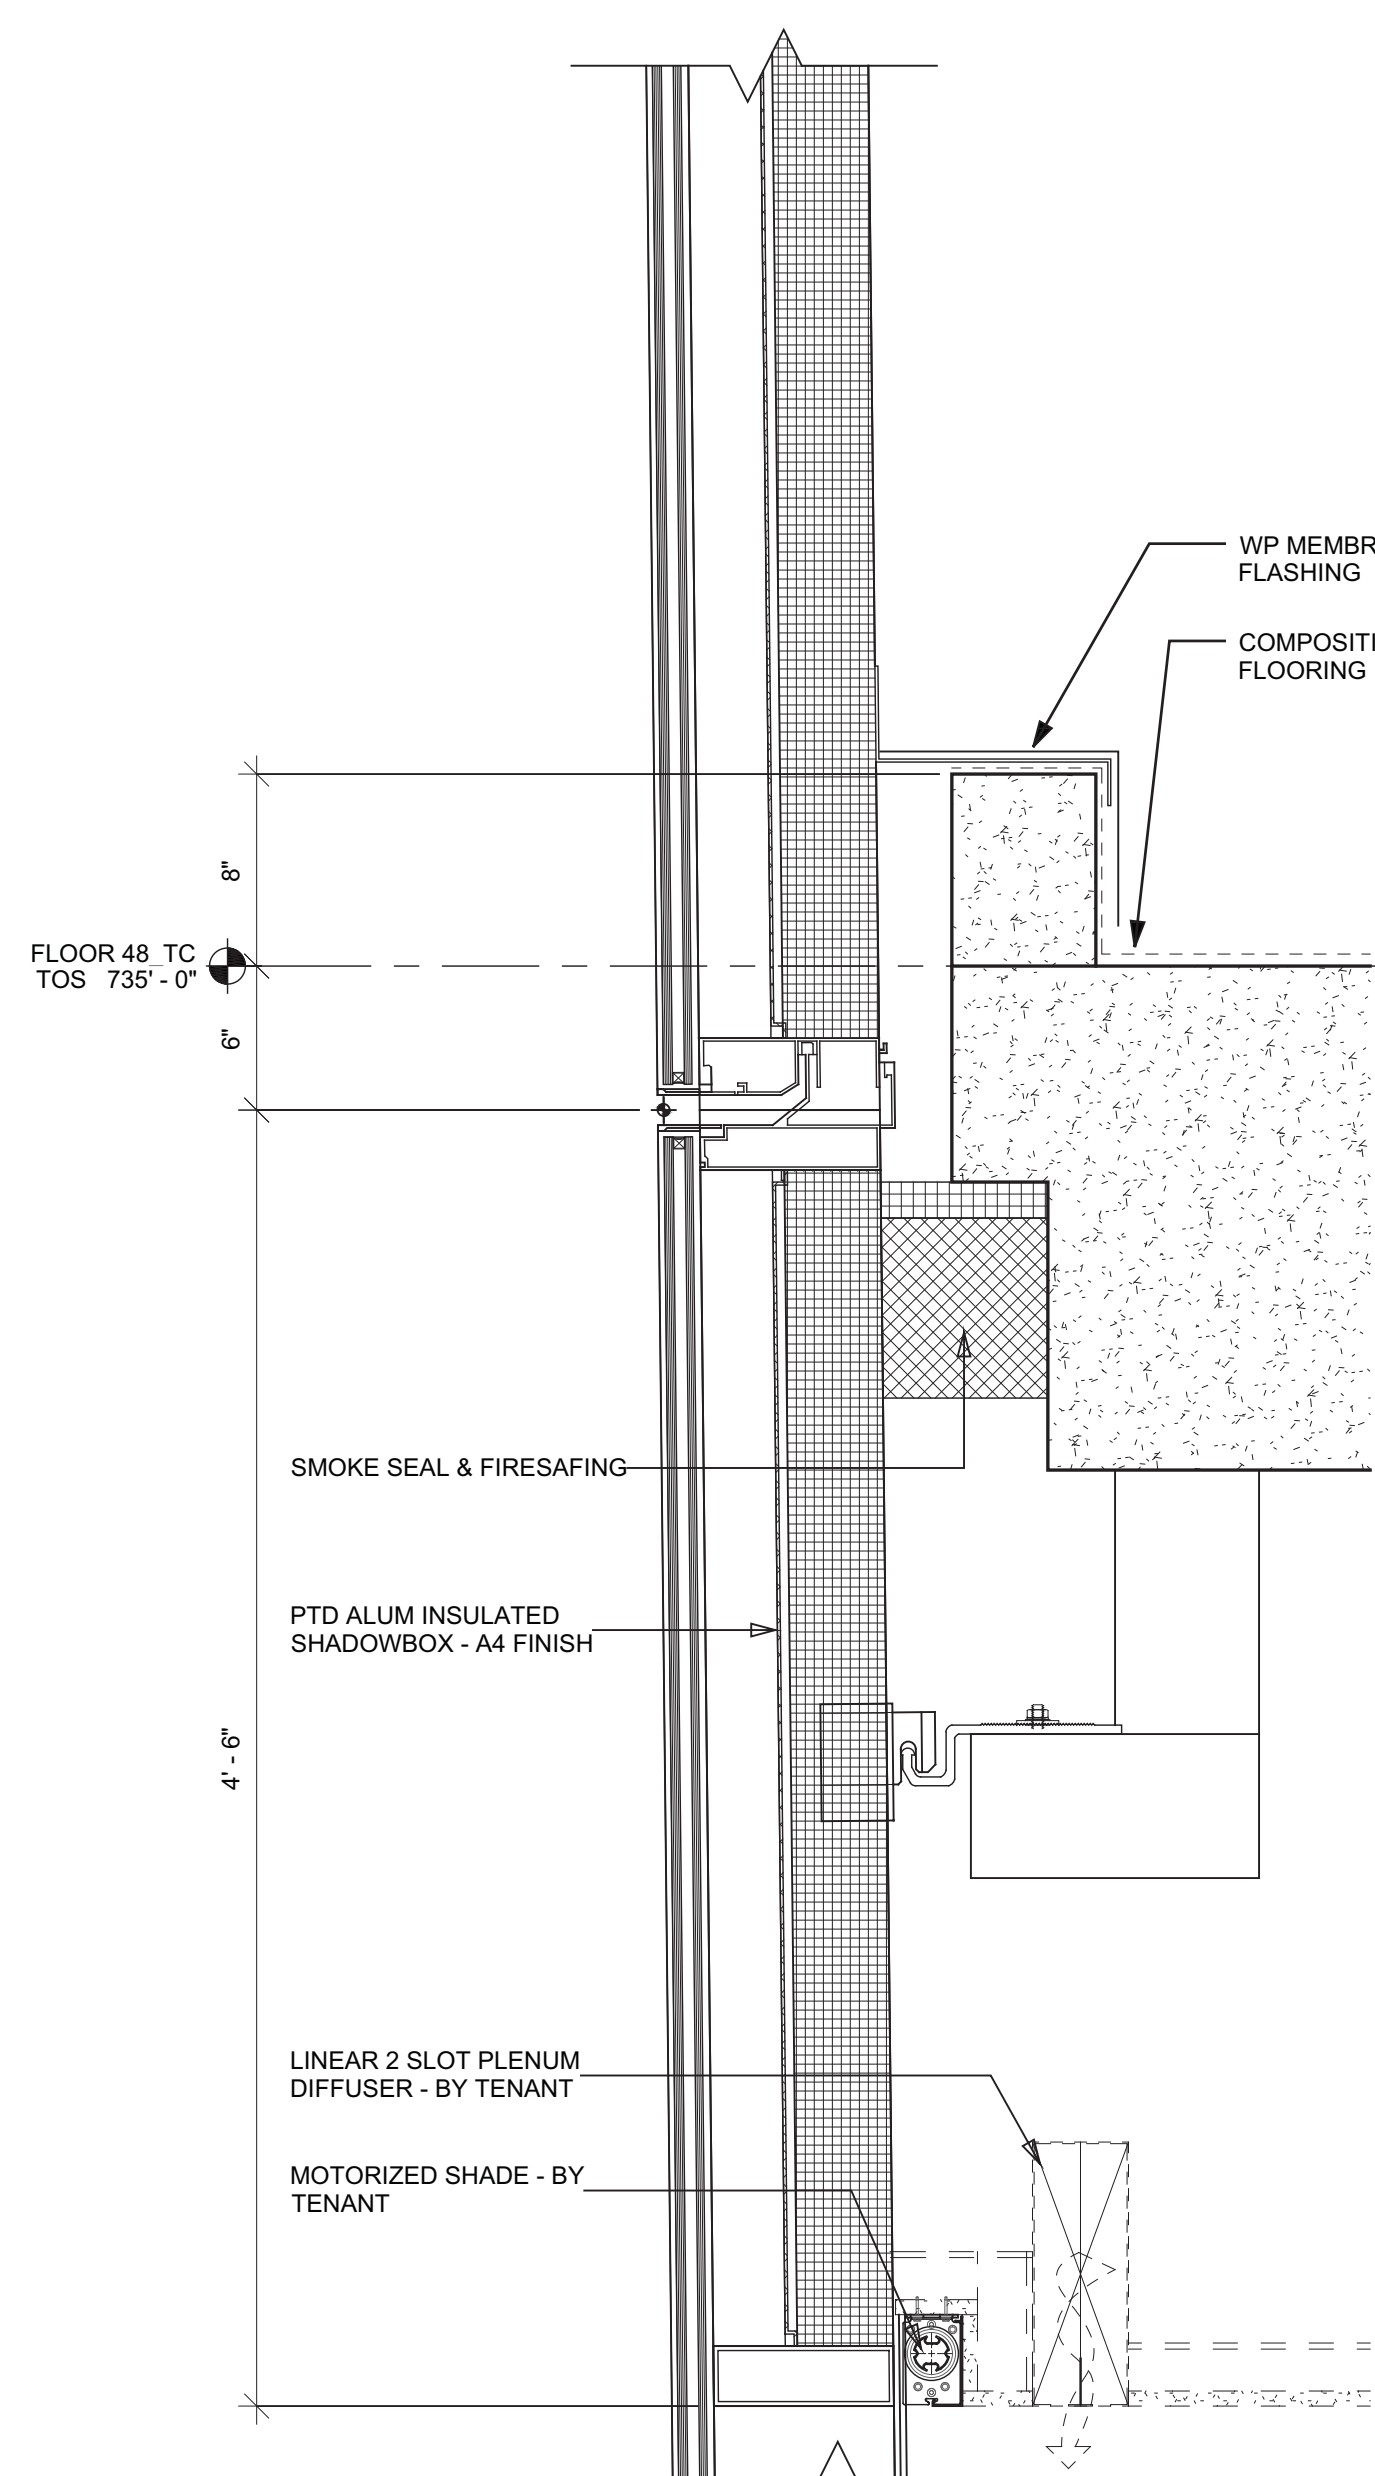 WP MEMBR
FLASHING
COMPOSIT
FLOORING
8"
FLOOR 48_TC
TOS 735' - 0"
6"
SMOKE SEAL & FIRESAFING
PTD ALUM INSULATED
SHADOWBOX - A4 FINISH
4' - 6"
LINEAR 2 SLOT PLENUM
DIFFUSER - BY TENANT
MOTORIZED SHADE - BY
TENANT